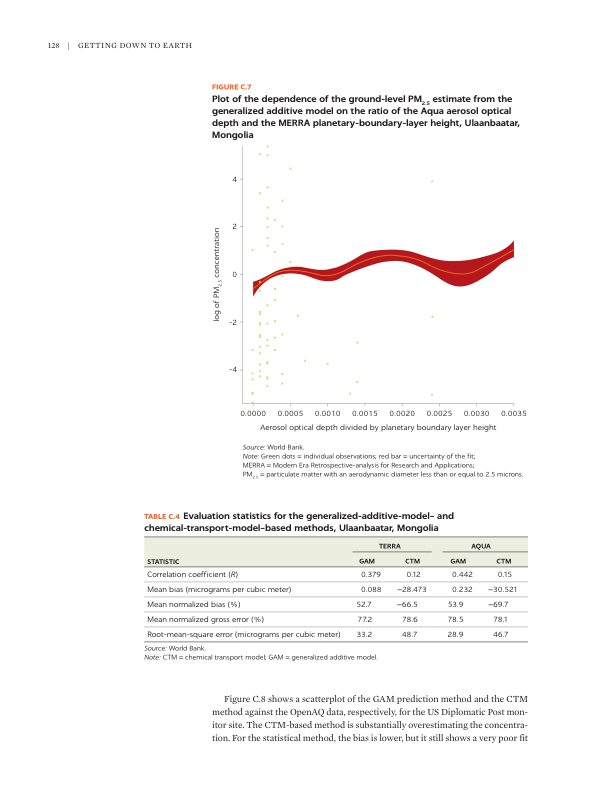 128 | GETTING DOWN TO EARTH
FIGURE C.7
Plot of the dependence of the ground-level PM2.5 estimate from the
generalized additive model on the ratio of the Aqua aerosol optical
depth and the MERRA planetary-boundary-layer height, Ulaanbaatar,
Mongolia
log of PM2.5 concentration
4
2
0
−2
−4
0.0000 0.0005 0.0010 0.0015 0.0020 0.0025 0.0030 0.0035
Aerosol optical depth divided by planetary boundary layer height
Source: World Bank.
Note: Green dots = individual observations; red bar = uncertainty of the fit;
MERRA = Modern Era Retrospective-analysis for Research and Applications;
PM2.5 = particulate matter with an aerodynamic diameter less than or equal to 2.5 microns.
TABLE C.4 Evaluation statistics for the generalized-additive-model– and
chemical-transport-model–based methods, Ulaanbaatar, Mongolia
TERRA AQUA
STATISTIC GAM CTM GAM CTM
Correlation coefficient (R) 0.379 0.12 0.442 0.15
Mean bias (micrograms per cubic meter) 0.088 −28.473 0.232 −30.521
Mean normalized bias (%) 52.7 −66.5 53.9 −69.7
Mean normalized gross error (%) 77.2 78.6 78.5 78.1
Root-mean-square error (micrograms per cubic meter) 33.2 48.7 28.9 46.7
Source: World Bank.
Note: CTM = chemical transport model; GAM = generalized additive model.
Figure C.8 shows a scatterplot of the GAM prediction method and the CTM
method against the OpenAQ data, respectively, for the US Diplomatic Post mon-
itor site. The CTM-based method is substantially overestimating the concentra-
tion. For the statistical method, the bias is lower, but it still shows a very poor fit